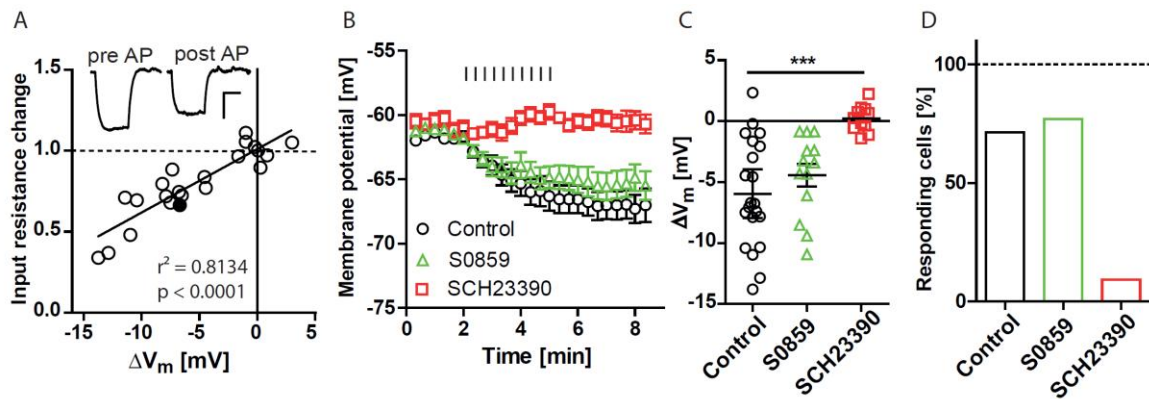 A
pre AP
post AP
1.5
1.0
0.5
0.0
Input resistance change
r² = 0.8134
p < 0.0001
-15
-10
-5
0
5
ΔVm [mV]
B
-55
-60
-65
-70
-75
Membrane potential [mV]
Control
S0859
SCH23390
0
2
4
6
8
Time [min]
C
***
5
0
-5
-10
-15
ΔVm [mV]
Control
S0859
SCH23390
D
100
50
0
Responding cells [%]
Control
S0859
SCH23390